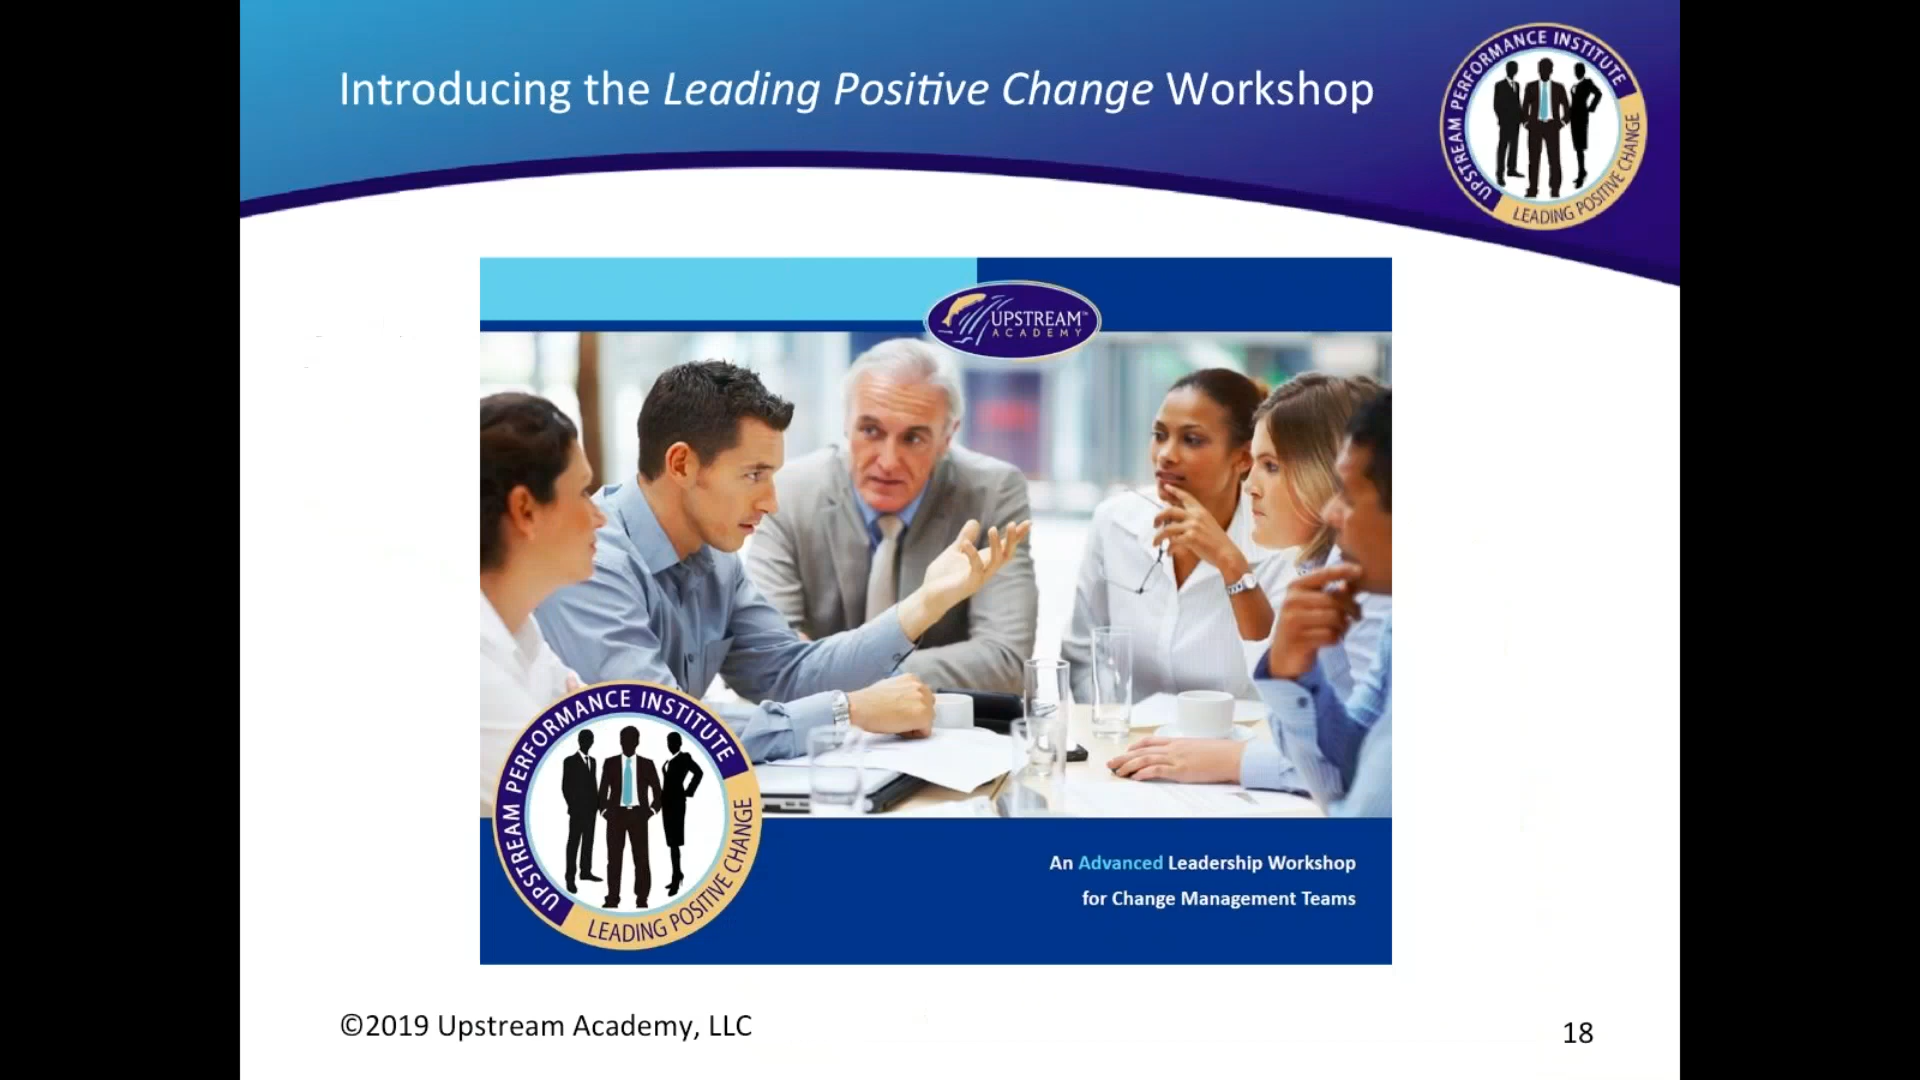 Introducing the Leading Positive Change Workshop
UPSTREAM PERFORMANCE INSTITUTE
LEADING POSITIVE CHANGE
UPSTREAM™
ACADEMY
UPSTREAM PERFORMANCE INSTITUTE
LEADING POSITIVE CHANGE
An Advanced Leadership Workshop
for Change Management Teams
©2019 Upstream Academy, LLC
18